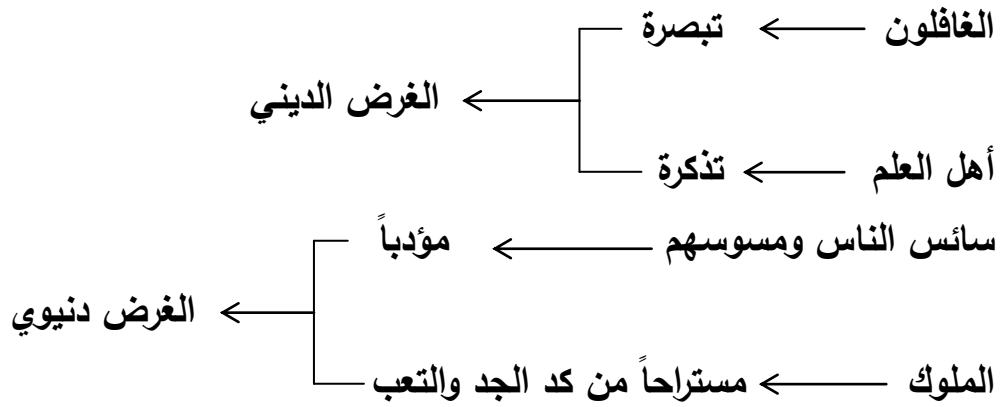 الغافلون تبصرة
الغرض الديني
أهل العلم تذكرة
سائس الناس ومسوسهم مؤدباً
الغرض دنيوي
الملوك مستراحاً من كد الجد والتعب